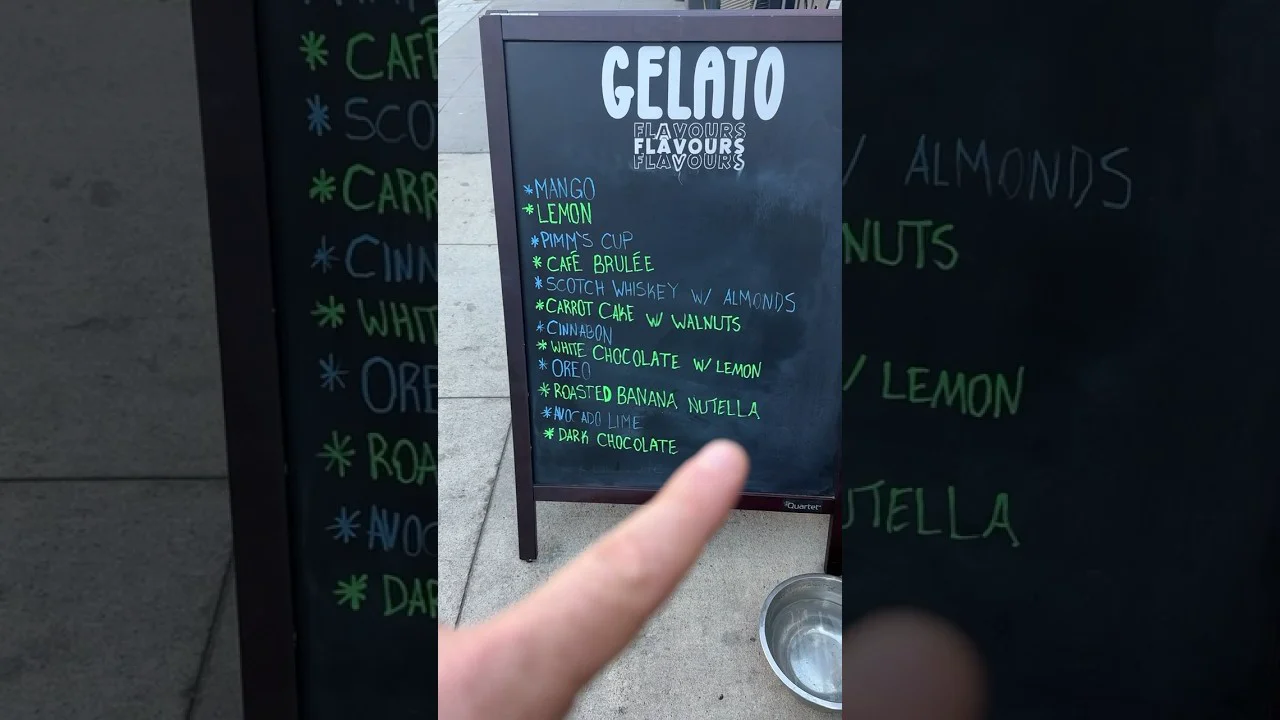 GELATO
FLAVOURS
FLAVOURS
FLAVOURS
*MANGO
*LEMON
*PIMM'S CUP
*CAFÉ BRULÉE
*SCOTCH WHISKEY W/ ALMONDS
*CARROT CAKE W/ WALNUTS
*CINNABON
*WHITE CHOCOLATE W/ LEMON
*OREO
*ROASTED BANANA NUTELLA
*AVOCADO LIME
*DARK CHOCOLATE
Quartet